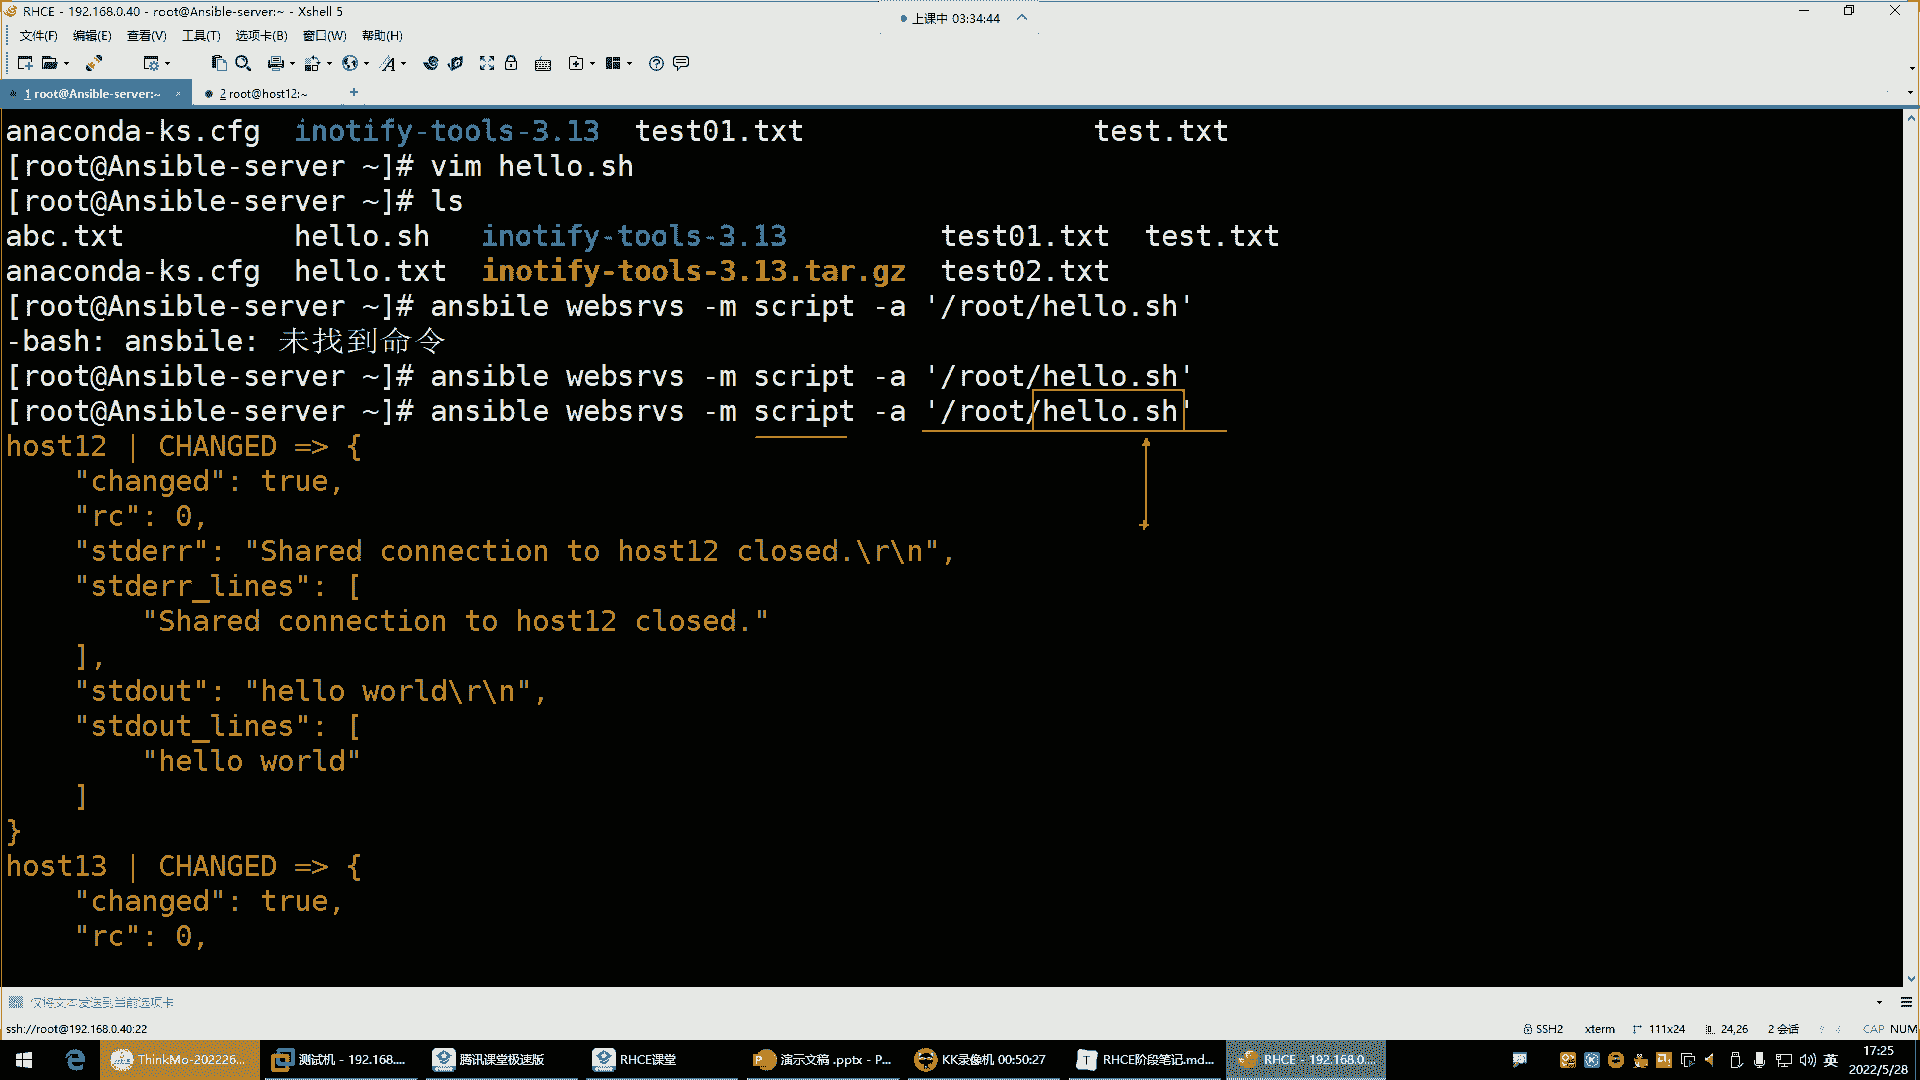 RHCE - 192.168.0.40 - root@Ansible-server:~ - Xshell 5
上课中 03:34:44
文件(F) 编辑(E) 查看(V) 工具(T) 选项卡(B) 窗口(W) 帮助(H)
1 root@Ansible-server:~ × 2 root@host12:~ +
anaconda-ks.cfg inotify-tools-3.13 test01.txt test.txt
[root@Ansible-server ~]# vim hello.sh
[root@Ansible-server ~]# ls
abc.txt hello.sh inotify-tools-3.13 test01.txt test.txt
anaconda-ks.cfg hello.txt inotify-tools-3.13.tar.gz test02.txt
[root@Ansible-server ~]# ansbile websrvs -m script -a '/root/hello.sh'
-bash: ansbile: 未找到命令
[root@Ansible-server ~]# ansible websrvs -m script -a '/root/hello.sh'
[root@Ansible-server ~]# ansible websrvs -m script -a '/root/hello.sh'
host12 | CHANGED => {
    "changed": true,
    "rc": 0,
    "stderr": "Shared connection to host12 closed.\r\n",
    "stderr_lines": [
        "Shared connection to host12 closed."
    ],
    "stdout": "hello world\r\n",
    "stdout_lines": [
        "hello world"
    ]
}
host13 | CHANGED => {
    "changed": true,
    "rc": 0,
仅将文本发送到当前选项卡
ssh://root@192.168.0.40:22 SSH2 xterm 111x24 24,26 2 会话 CAP NUM
ThinkMo-202226... 测试机 - 192.168.... 腾讯课堂极速版 RHCE课堂 演示文稿 .pptx - P... KK录像机 00:50:27 RHCE阶段笔记.md... RHCE - 192.168.0... 英 17:25
2022/5/28